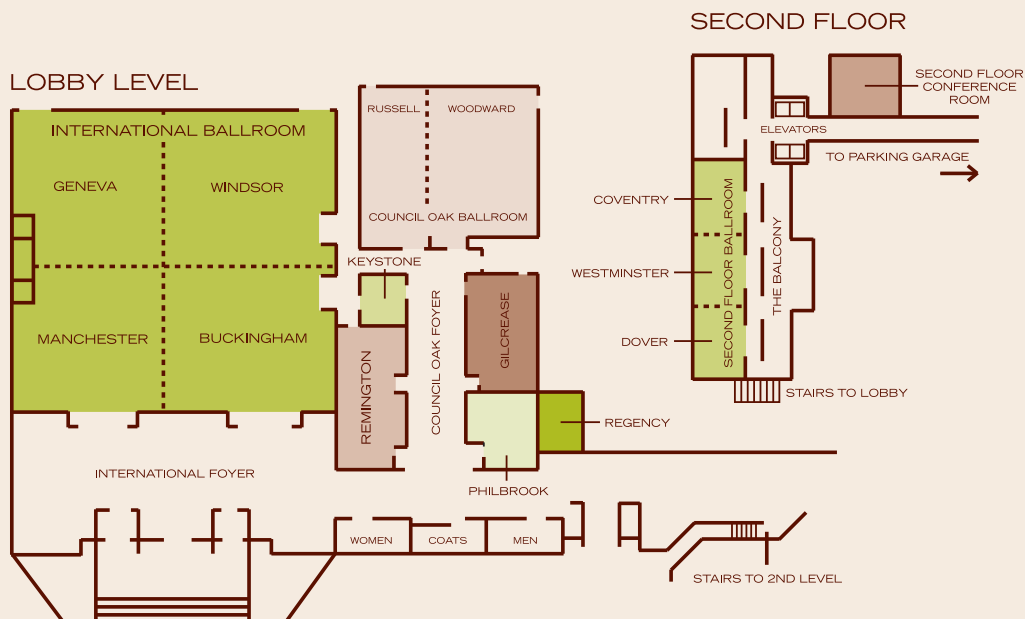 SECOND FLOOR
LOBBY LEVEL
SECOND FLOOR
CONFERENCE
ROOM
RUSSELL
WOODWARD
INTERNATIONAL BALLROOM
ELEVATORS
TO PARKING GARAGE
GENEVA
WINDSOR
COVENTRY
COUNCIL OAK BALLROOM
KEYSTONE
WESTMINSTER
SECOND FLOOR BALLROOM
THE BALCONY
MANCHESTER
BUCKINGHAM
GILCREASE
DOVER
COUNCIL OAK FOYER
REMINGTON
STAIRS TO LOBBY
REGENCY
INTERNATIONAL FOYER
PHILBROOK
WOMEN
COATS
MEN
STAIRS TO 2ND LEVEL